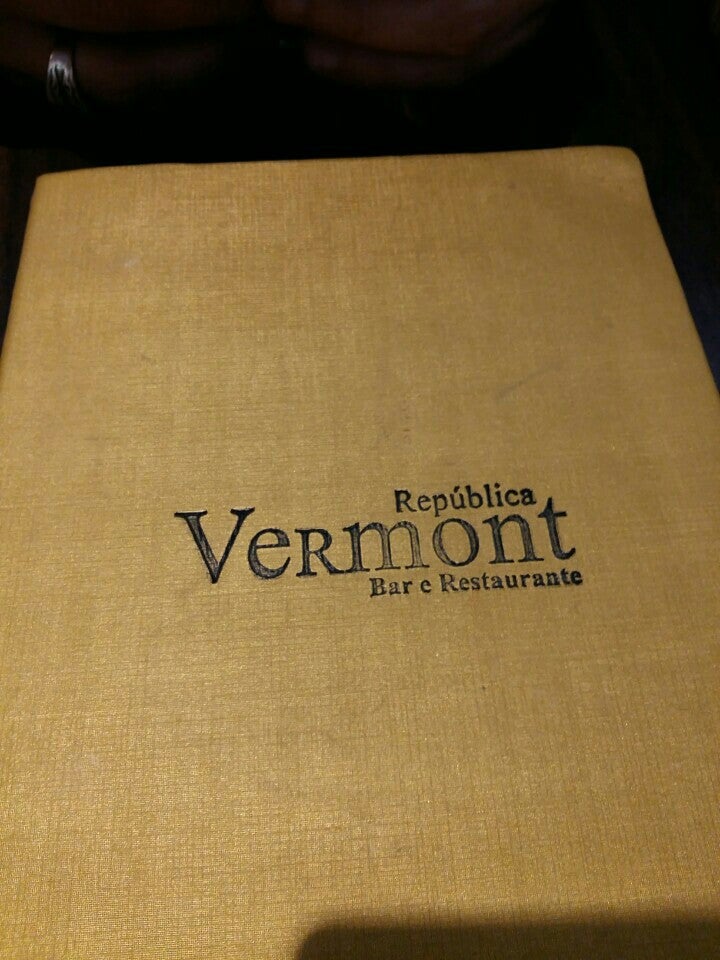 República
Vermont
Bar e Restaurante